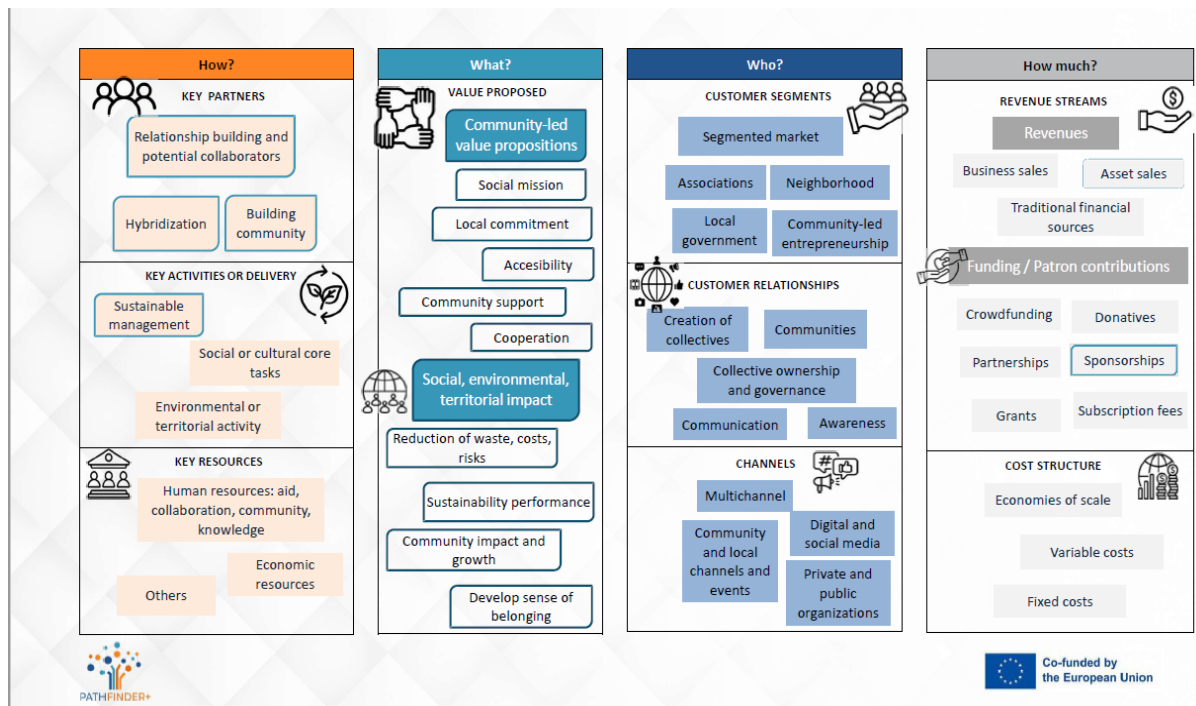 How?
KEY PARTNERS
Relationship building and
potential collaborators
Hybridization
Building
community
KEY ACTIVITIES OR DELIVERY
Sustainable
management
Social or cultural core
tasks
Environmental or
territorial activity
KEY RESOURCES
Human resources: aid,
collaboration, community,
knowledge
Economic
resources
Others
What?
VALUE PROPOSED
Community-led
value propositions
Social mission
Local commitment
Accesibility
Community support
Cooperation
Social, environmental,
territorial impact
Reduction of waste, costs,
risks
Sustainability performance
Community impact and
growth
Develop sense of
belonging
Who?
CUSTOMER SEGMENTS
Segmented market
Associations
Neighborhood
Local
government
Community-led
entrepreneurship
CUSTOMER RELATIONSHIPS
Creation of
collectives
Communities
Collective ownership
and governance
Communication
Awareness
CHANNELS
#
Multichannel
Digital and
social media
Community
and local
channels and
events
Private and
public
organizations
How much?
REVENUE STREAMS
$
Revenues
Business sales
Asset sales
Traditional financial
sources
Funding / Patron contributions
Crowdfunding
Donatives
Partnerships
Sponsorships
Grants
Subscription fees
COST STRUCTURE
Economies of scale
Variable costs
Fixed costs
PATHFINDER+
Co-funded by
the European Union